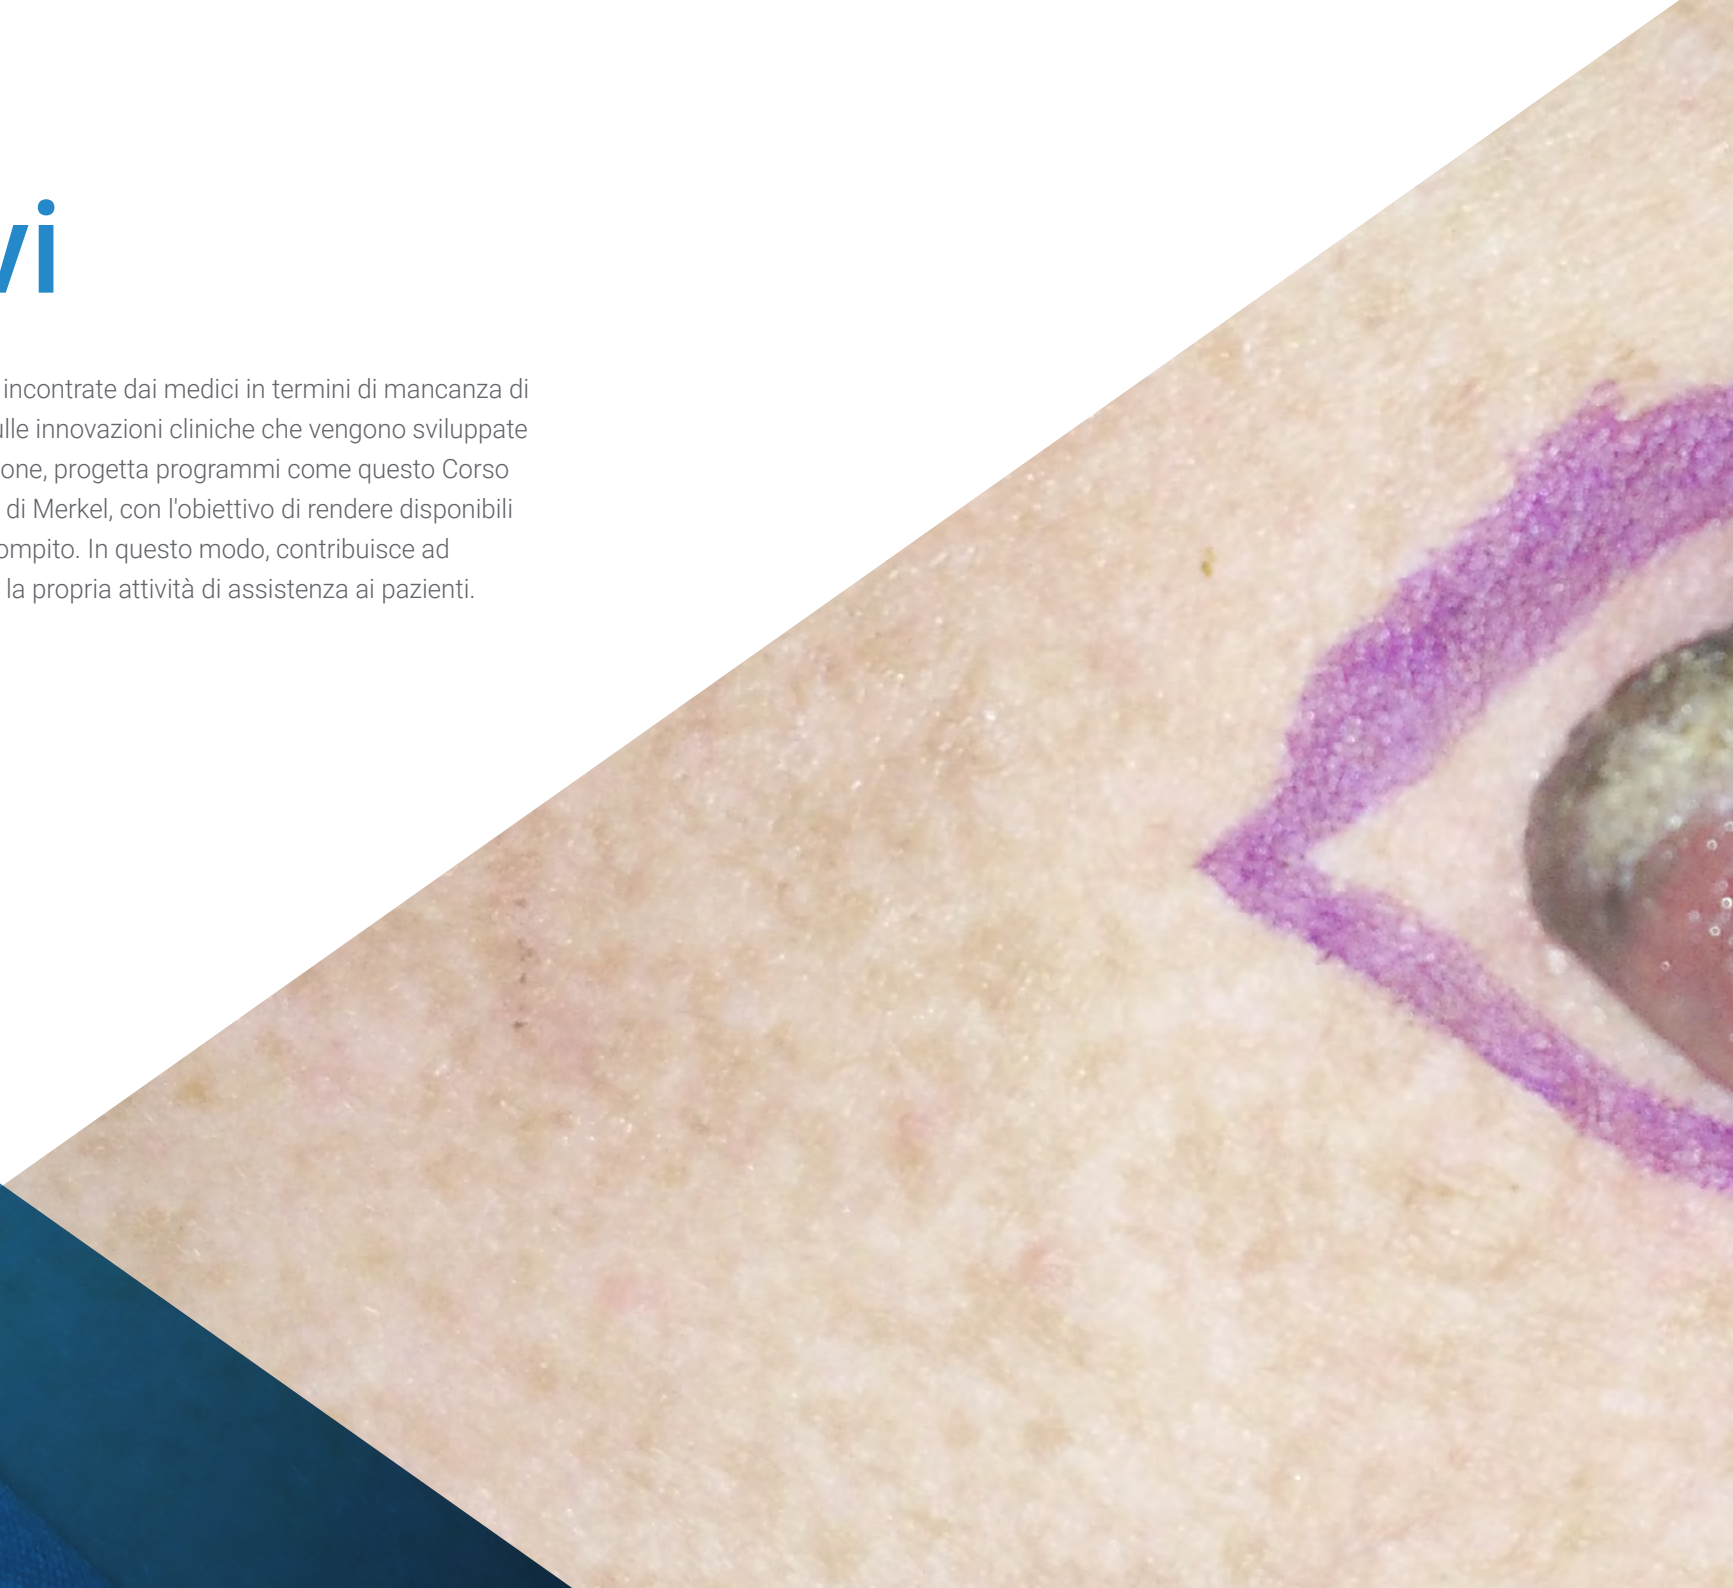 vi
incontrate dai medici in termini di mancanza di
ulle innovazioni cliniche che vengono sviluppate
one, progetta programmi come questo Corso
di Merkel, con l'obiettivo di rendere disponibili
ompito. In questo modo, contribuisce ad
la propria attività di assistenza ai pazienti.